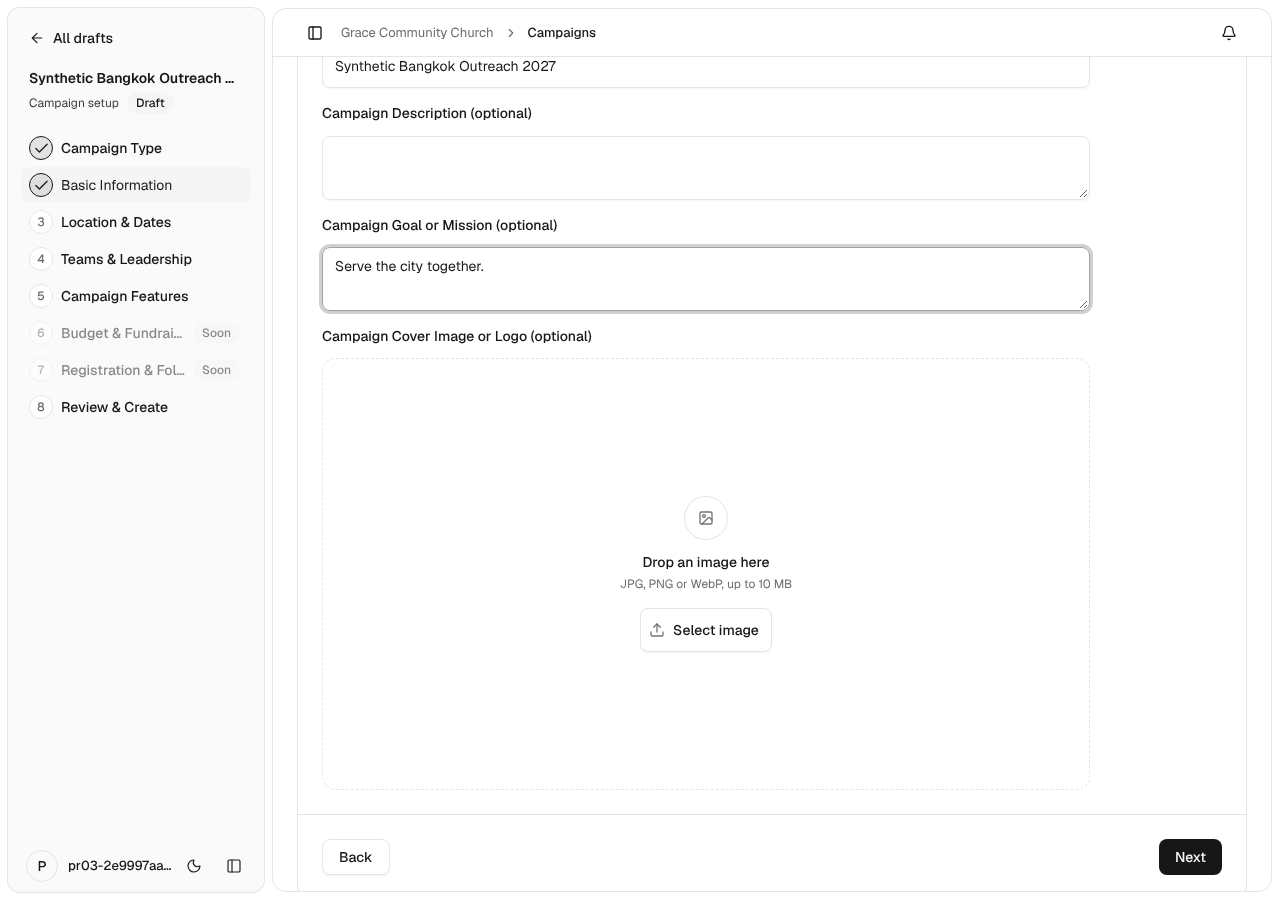 All drafts
Synthetic Bangkok Outreach ...
Campaign setup Draft
Campaign Type
Basic Information
3 Location & Dates
4 Teams & Leadership
5 Campaign Features
6 Budget & Fundrai... Soon
7 Registration & Fol... Soon
8 Review & Create
P pr03-2e9997aa...
Grace Community Church > Campaigns
Synthetic Bangkok Outreach 2027
Campaign Description (optional)
Campaign Goal or Mission (optional)
Serve the city together.
Campaign Cover Image or Logo (optional)
Drop an image here
JPG, PNG or WebP, up to 10 MB
Select image
Back
Next